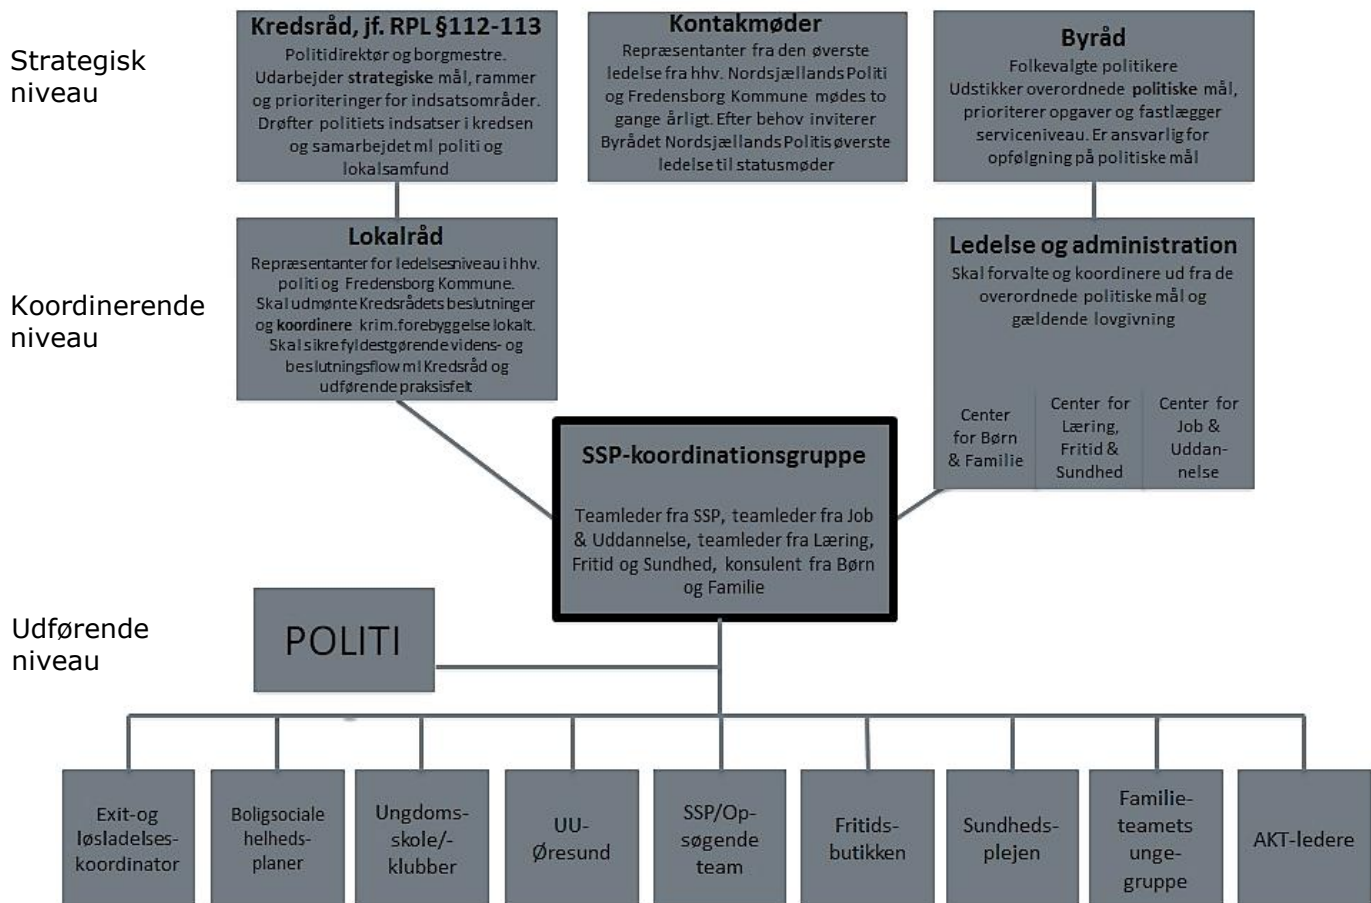 Strategisk
niveau
Kredsråd, jf. RPL §112-113
Politidirektør og borgmestre.
Udarbejder strategiske mål, rammer
og prioriteringer for indsatsområder.
Drøfter politiets indsatser i kredsen
og samarbejdet ml politi og
lokalsamfund
Kontakmøder
Repræsentanter fra den øverste
ledelse fra hhv. Nordsjællands Politi
og Fredensborg Kommune mødes to
gange årligt. Efter behov inviterer
Byrådet Nordsjællands Politis øverste
ledelse til statusmøder
Byråd
Folkevalgte politikere
Udstikker overordnede politiske mål,
prioriterer opgaver og fastlægger
serviceniveau. Er ansvarlig for
opfølgning på politiske mål
Koordinerende
niveau
Lokalråd
Repræsentanter for ledelsesniveau i hhv.
politi og Fredensborg Kommune.
Skal udmønte Kredsrådets beslutninger
og koordinere krim.forebyggelse lokalt.
Skal sikre fyldestgørende videns- og
beslutningsflow ml Kredsråd og
udførende praksisfelt
Ledelse og administration
Skal forvalte og koordinere ud fra de
overordnede politiske mål og
gældende lovgivning
Center
for Børn
& Familie
Center for
Læring,
Fritid &
Sundhed
Center for
Job &
Uddan-
nelse
SSP-koordinationsgruppe
Teamleder fra SSP, teamleder fra Job
& Uddannelse, teamleder fra Læring,
Fritid og Sundhed, konsulent fra Børn
og Familie
Udførende
niveau
POLITI
Exit-og
løsladelses-
koordinator
Boligsociale
helheds-
planer
Ungdoms-
skole/-
klubber
UU-
Øresund
SSP/Op-
søgende
team
Fritids-
butikken
Sundheds-
plejen
Familie-
teamets
unge-
gruppe
AKT-ledere